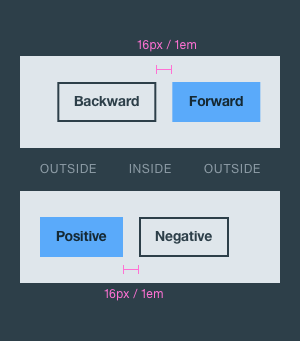 16px / 1em
Backward Forward
OUTSIDE INSIDE OUTSIDE
Positive Negative
16px / 1em